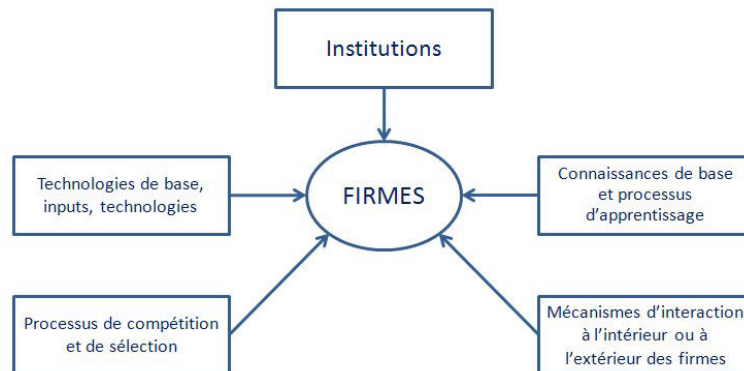 Institutions
Technologies de base,
inputs, technologies
FIRMES
Connaissances de base
et processus
d'apprentissage
Processus de compétition
et de sélection
Mécanismes d'interaction
à l'intérieur ou à
l'extérieur des firmes